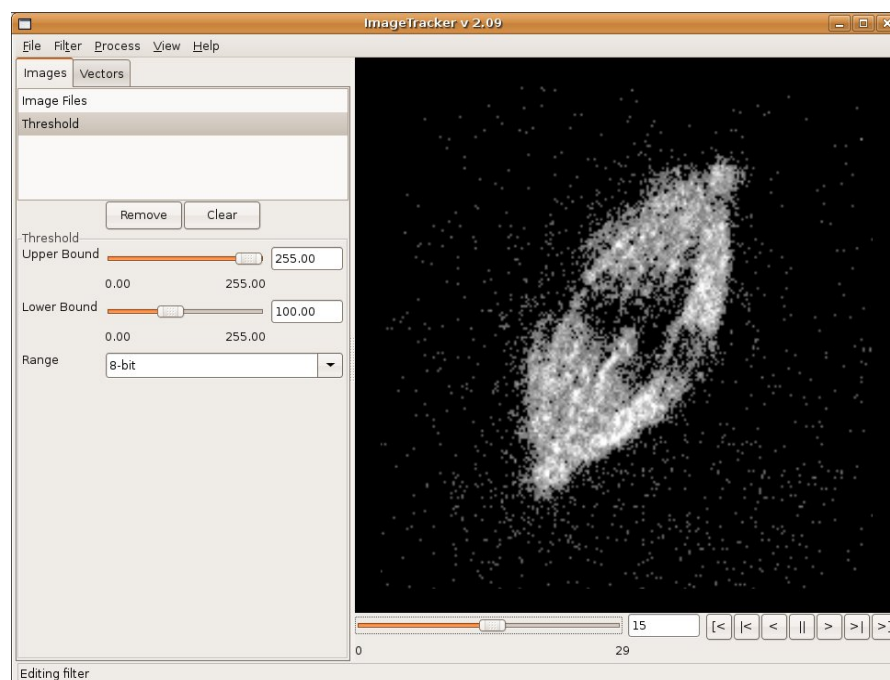 ImageTracker v 2.09
File Filter Process View Help
Images Vectors
Image Files
Threshold
Remove Clear
Threshold
Upper Bound 255.00
0.00 255.00
Lower Bound 100.00
0.00 255.00
Range 8-bit
15 [< |< < || > >| >]
0 29
Editing filter